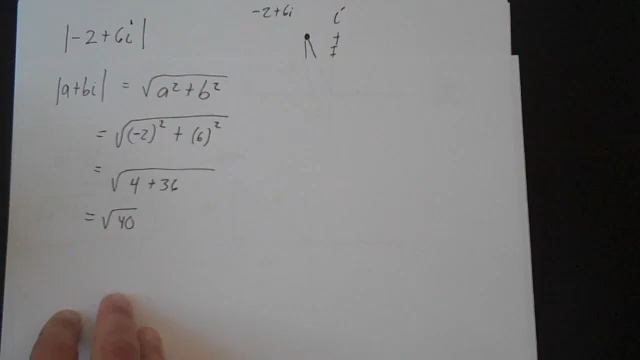 |-2+6i|
|a+bi| = √(a² + b²)
= √((-2)² + (6)²)
= √(4 + 36)
= √40
-2+6i
i